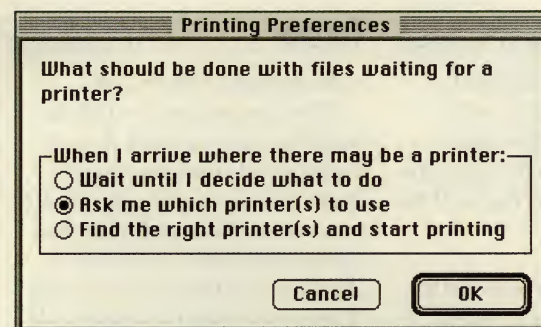 Printing Preferences
What should be done with files waiting for a
printer?
When I arrive where there may be a printer:
Wait until I decide what to do
Ask me which printer(s) to use
Find the right printer(s) and start printing
Cancel
OK